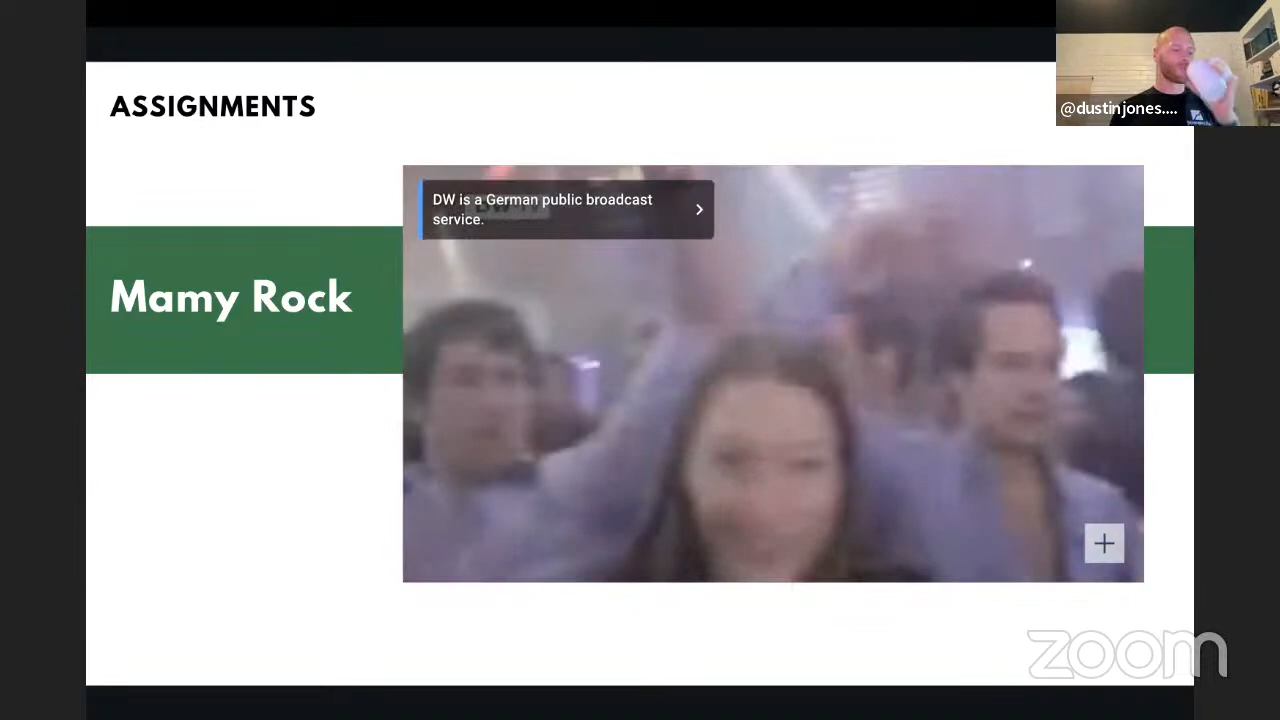 ASSIGNMENTS
@dustinjones....
DW is a German public broadcast
service.
Mamy Rock
zoom